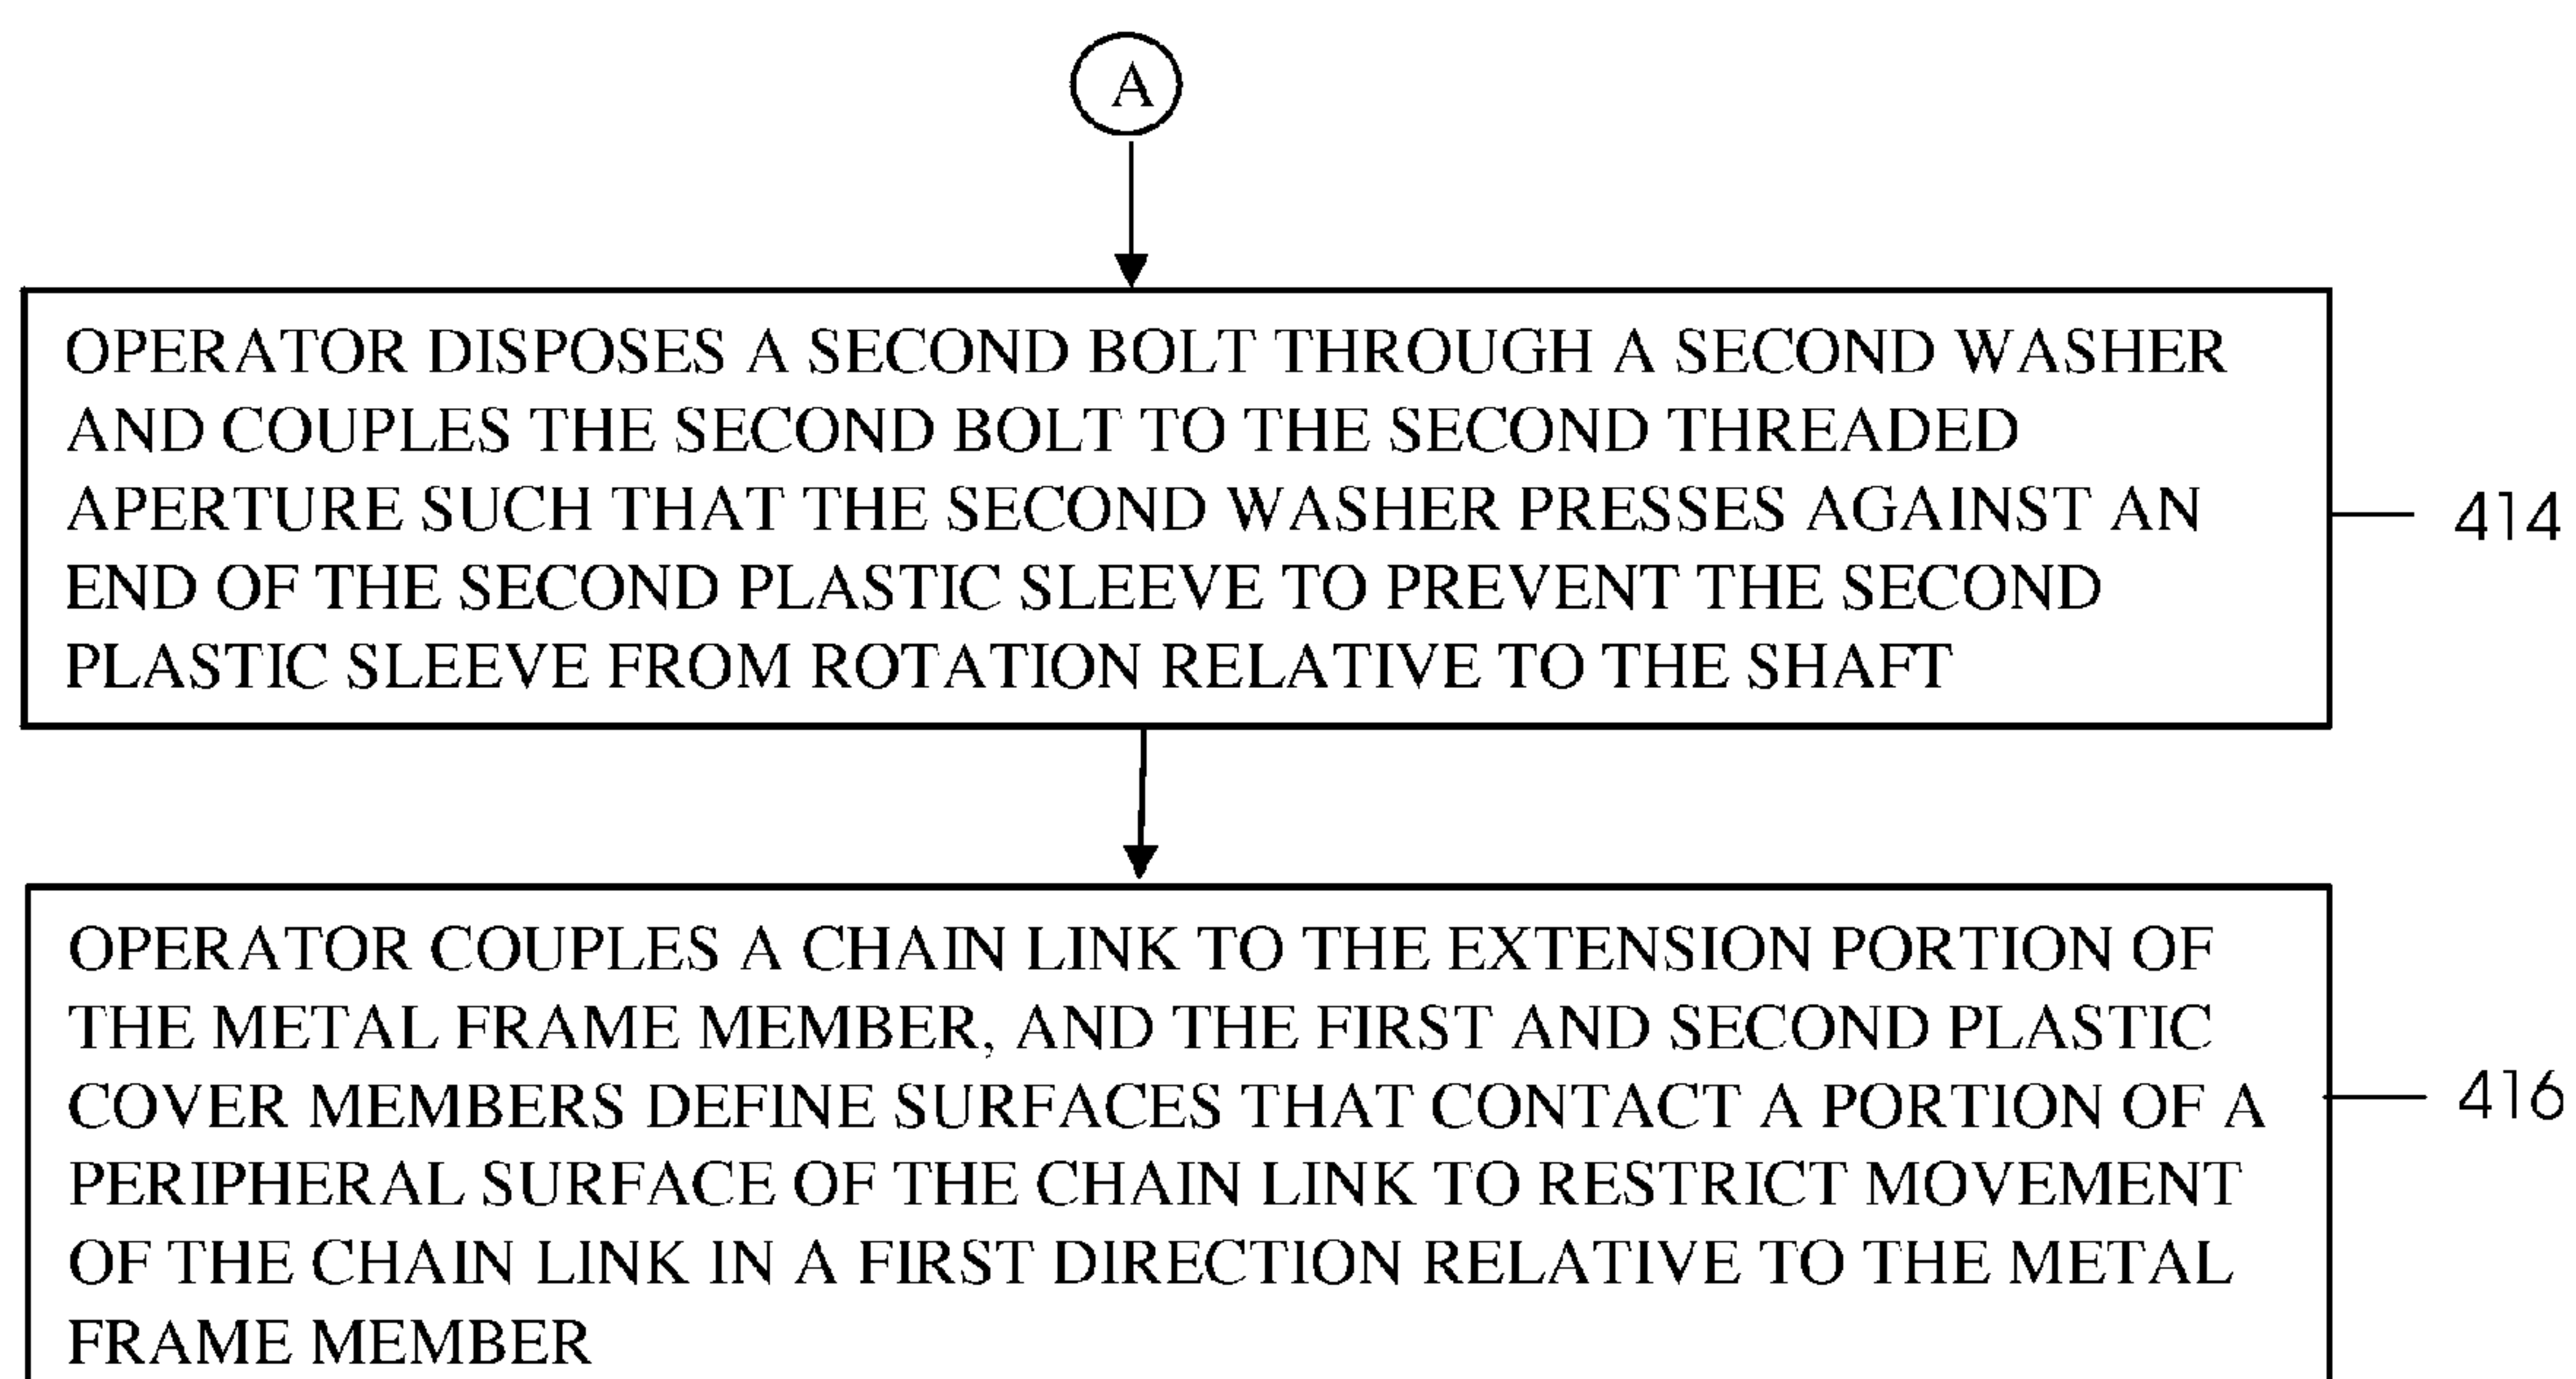 A
OPERATOR DISPOSES A SECOND BOLT THROUGH A SECOND WASHER
AND COUPLES THE SECOND BOLT TO THE SECOND THREADED
APERTURE SUCH THAT THE SECOND WASHER PRESSES AGAINST AN
END OF THE SECOND PLASTIC SLEEVE TO PREVENT THE SECOND
PLASTIC SLEEVE FROM ROTATION RELATIVE TO THE SHAFT
414
OPERATOR COUPLES A CHAIN LINK TO THE EXTENSION PORTION OF
THE METAL FRAME MEMBER, AND THE FIRST AND SECOND PLASTIC
COVER MEMBERS DEFINE SURFACES THAT CONTACT A PORTION OF A
PERIPHERAL SURFACE OF THE CHAIN LINK TO RESTRICT MOVEMENT
OF THE CHAIN LINK IN A FIRST DIRECTION RELATIVE TO THE METAL
FRAME MEMBER
416